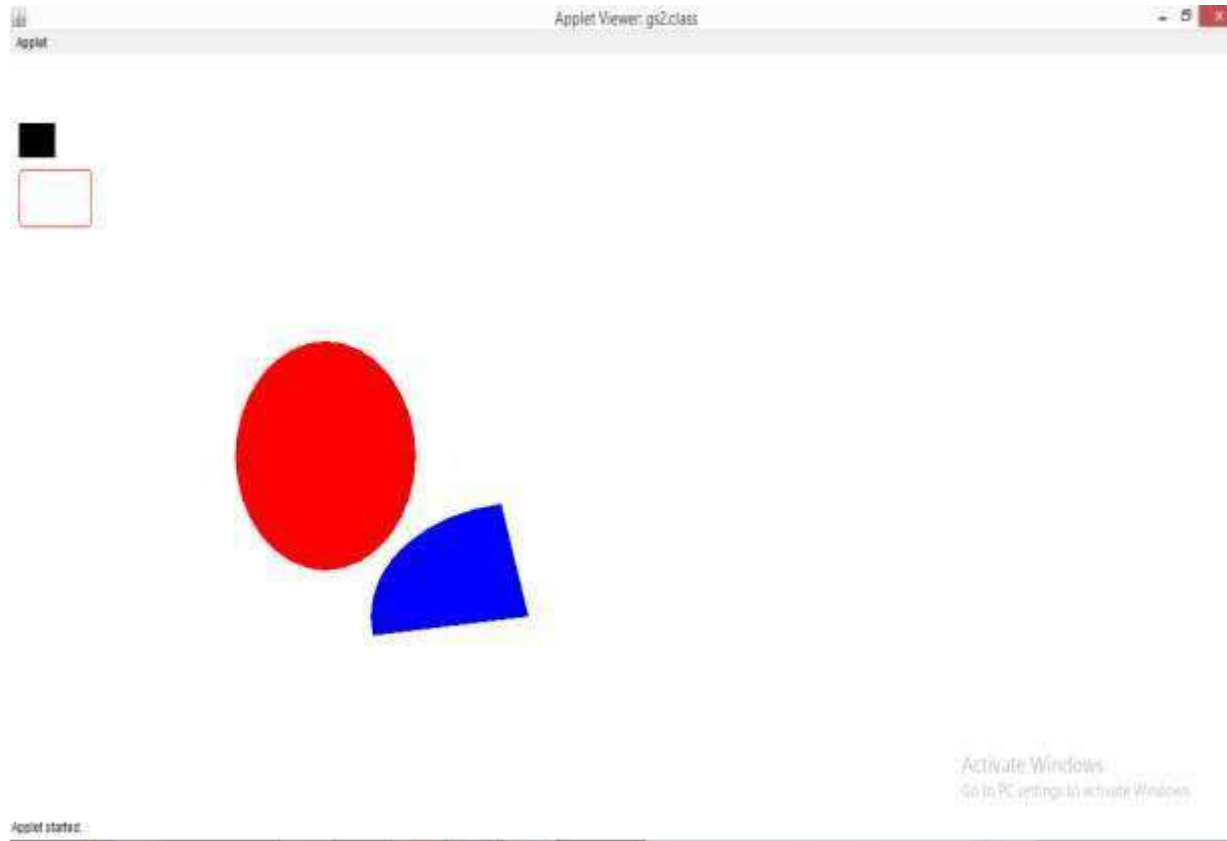 Applet Viewer: gs2.class
Applet
Activate Windows
Go to PC settings to activate Windows.
Applet started.